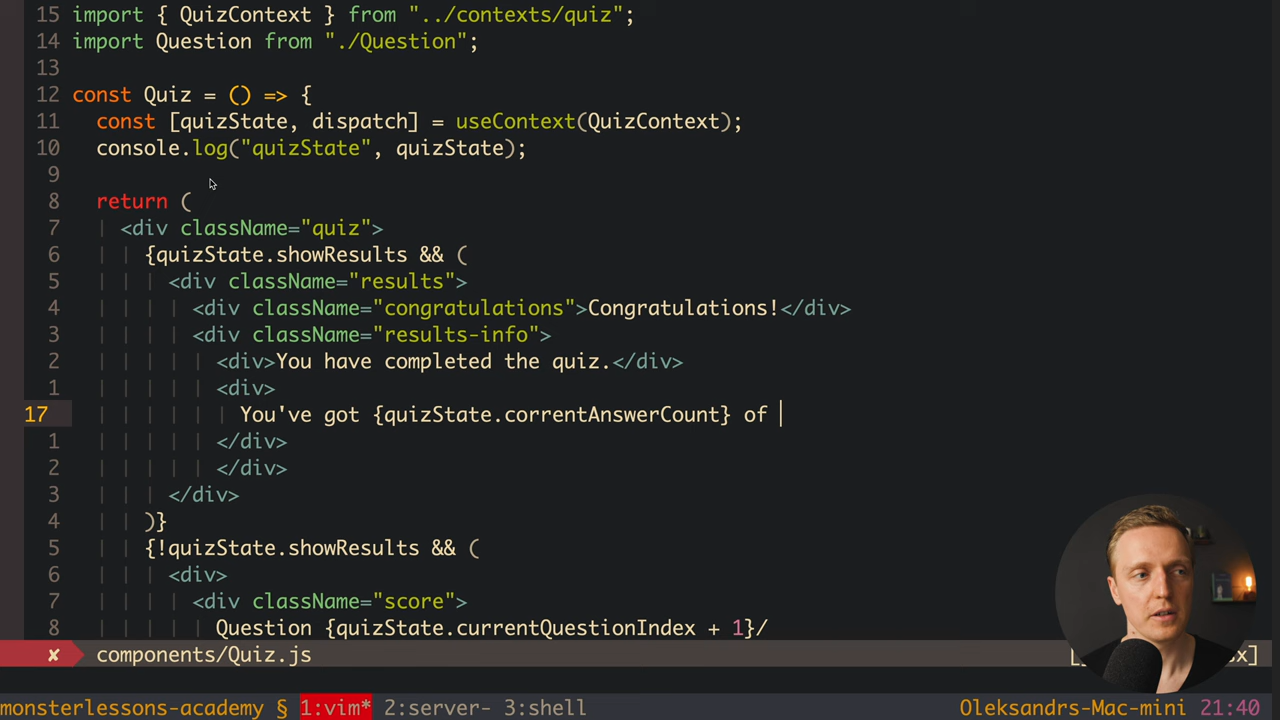 15 import { QuizContext } from "../contexts/quiz";
14 import Question from "./Question";
13
12 const Quiz = () => {
11   const [quizState, dispatch] = useContext(QuizContext);
10   console.log("quizState", quizState);
9
8   return (
7     <div className="quiz">
6       {quizState.showResults && (
5         <div className="results">
4           <div className="congratulations">Congratulations!</div>
3           <div className="results-info">
2             <div>You have completed the quiz.</div>
1             <div>
17              You've got {quizState.correntAnswerCount} of
1             </div>
2             </div>
3         </div>
4       )}
5       {!quizState.showResults && (
6         <div>
7           <div className="score">
8             Question {quizState.currentQuestionIndex + 1}/
✘ components/Quiz.js
monsterlessons-academy § 1:vim* 2:server- 3:shell Oleksandrs-Mac-mini 21:40